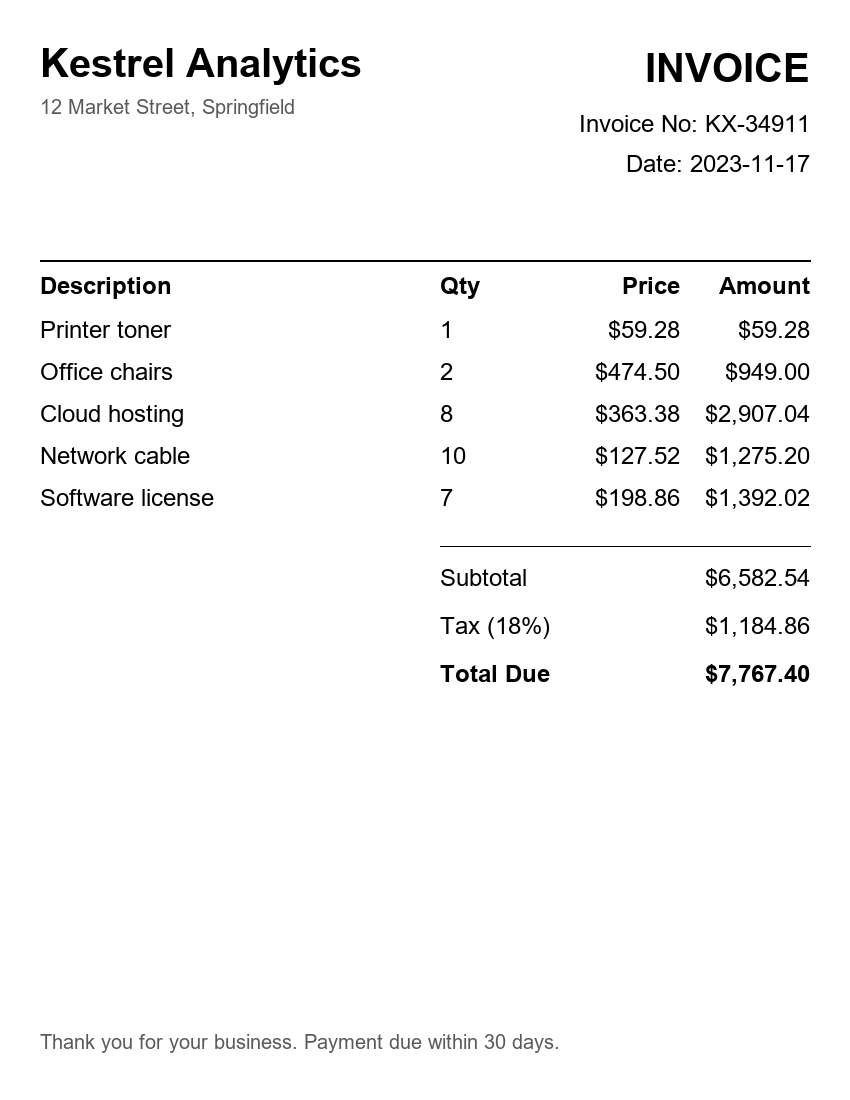 Kestrel Analytics
12 Market Street, Springfield
INVOICE
Invoice No: KX-34911
Date: 2023-11-17
Description Qty Price Amount
Printer toner 1 $59.28 $59.28
Office chairs 2 $474.50 $949.00
Cloud hosting 8 $363.38 $2,907.04
Network cable 10 $127.52 $1,275.20
Software license 7 $198.86 $1,392.02
Subtotal $6,582.54
Tax (18%) $1,184.86
Total Due $7,767.40
Thank you for your business. Payment due within 30 days.